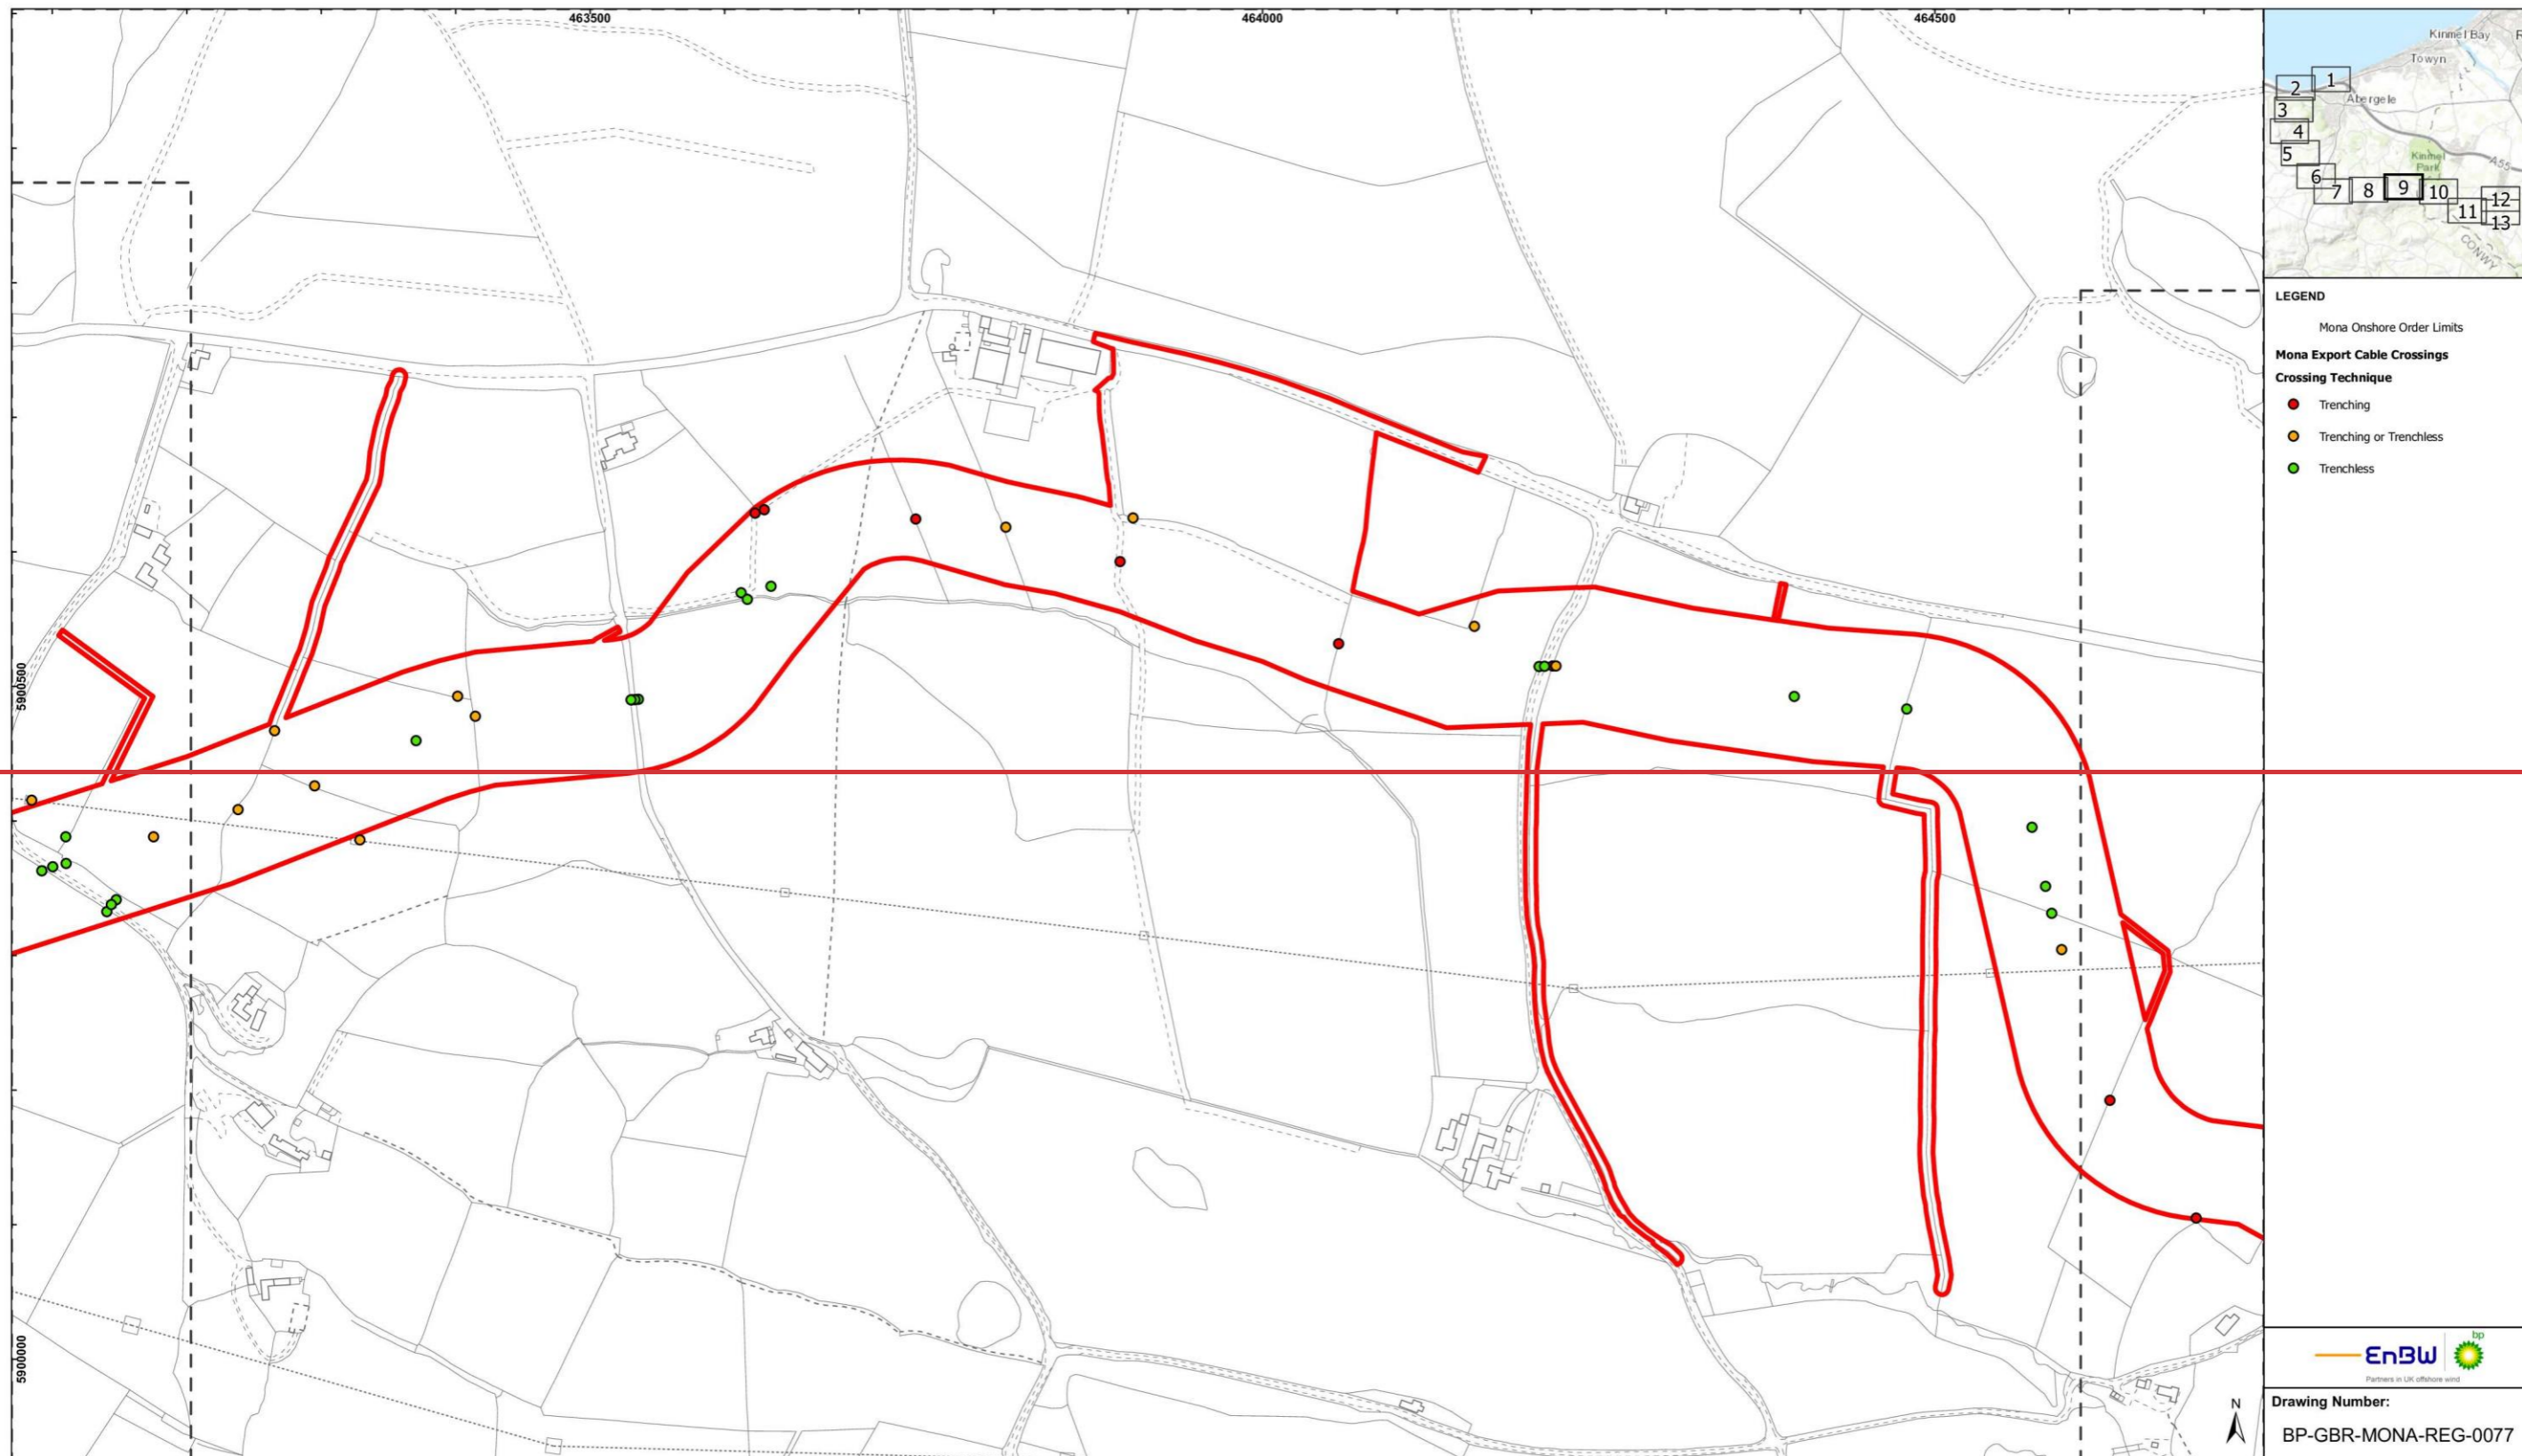 463500
464000
464500
5900500
5900000
Kinmel Bay
R
Towyn
1
2
Abergele
3
4
5
Kinmel
Park
A55
6
7
8
9
10
11
12
13
CONWY
LEGEND
Mona Onshore Order Limits
Mona Export Cable Crossings
Crossing Technique
Trenching
Trenching or Trenchless
Trenchless
EnBW
bp
Partners in UK offshore wind
N
Drawing Number:
BP-GBR-MONA-REG-0077